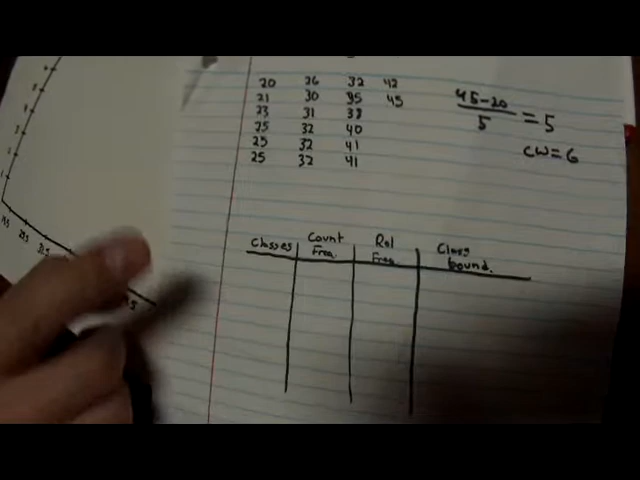 20 26 32 42
21 30 35 45
23 31 38
25 32 40
25 32 41
25 32 41
45-20
5
= 5
CW = 6
Classes
Count
Freq.
Rel
Freq.
Class
bound.